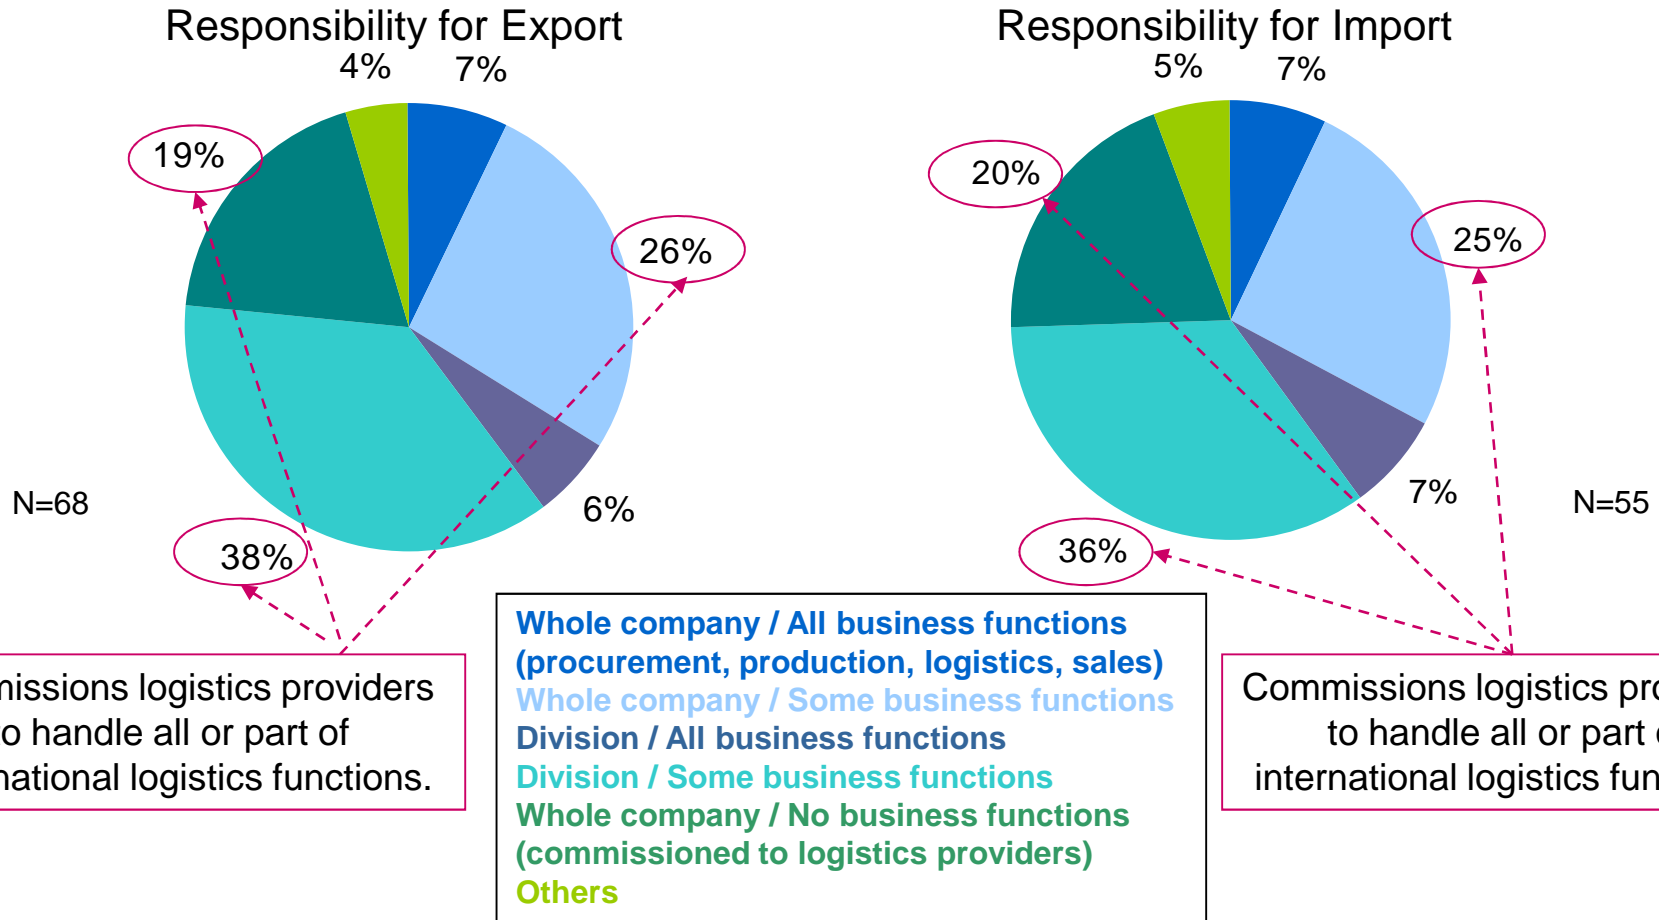 Responsibility for Export
4%
7%
19%
26%
6%
38%
N=68
missions logistics providers
o handle all or part of
national logistics functions.
Responsibility for Import
5%
7%
20%
25%
7%
36%
N=55
Commissions logistics pro
to handle all or part
international logistics fun
Whole company / All business functions
(procurement, production, logistics, sales)
Whole company / Some business functions
Division / All business functions
Division / Some business functions
Whole company / No business functions
(commissioned to logistics providers)
Others